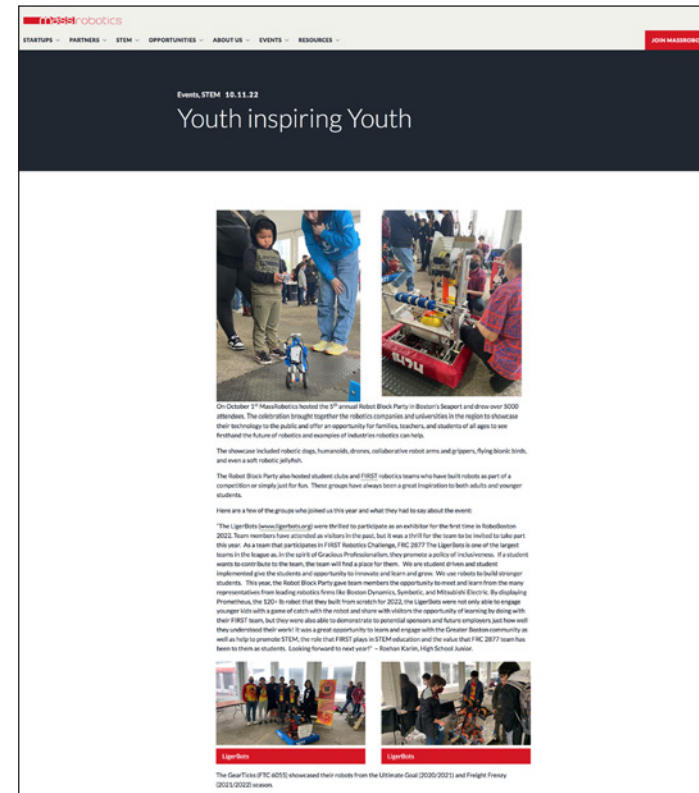 massrobotics
STARTUPS PARTNERS STEM OPPORTUNITIES ABOUT US EVENTS RESOURCES JOIN MASSROBO
Events, STEM 10.11.22
Youth inspiring Youth
1424
On October 1st MassRobotics hosted the 5th annual Robot Block Party in Boston's Seaport and drew over 5000
attendees. The celebration brought together the robotics companies and universities in the region to showcase
their technology to the public and offer an opportunity for families, teachers, and students of all ages to see
firsthand the future of robotics and examples of industries robotics can help.
The showcase included robotic dogs, humanoids, drones, collaborative robot arms and grippers, flying bionic birds,
and even a soft robotic jellyfish.
The Robot Block Party also hosted student clubs and FIRST robotics teams who have built robots as part of a
competition or simply just for fun. These groups have always been a great inspiration to both adults and younger
students.
Here are a few of the groups who joined us this year and what they had to say about the event:
"The LigerBots (www.ligerbots.org) were thrilled to participate as an exhibitor for the first time in RoboBoston
2022. Team members have attended as visitors in the past, but it was a thrill for the team to be invited to take part
this year. As a team that participates in FIRST Robotics Challenge, FRC 2877 The LigerBots is one of the largest
teams in the league as, in the spirit of Gracious Professionalism, they promote a policy of inclusiveness. If a student
wants to contribute to the team, the team will find a place for them. We are student driven and student
implemented give the students and opportunity to innovate and learn and grow. We use robots to build stronger
students. This year, the Robot Block Party gave team members the opportunity to meet and learn from the many
representatives from leading robotics firms like Boston Dynamics, Symbotic, and Mitsubishi Electric. By displaying
Prometheus, the 120+ lb robot that they built from scratch for 2022, the LigerBots were not only able to engage
younger kids with a game of catch with the robot and share with visitors the opportunity of learning by doing with
their FIRST team, but they were also able to demonstrate to potential sponsors and future employers just how well
they understood their work! It was a great opportunity to learn and engage with the Greater Boston community as
well as help to promote STEM, the role that FIRST plays in STEM education and the value that FRC 2877 team has
been to them as students. Looking forward to next year!" – Roshan Karim, High School Junior.
LigerBots LigerBots
The GearTicks (FTC 6055) showcased their robots from the Ultimate Goal (2020/2021) and Freight Frenzy
(2021/2022) season.